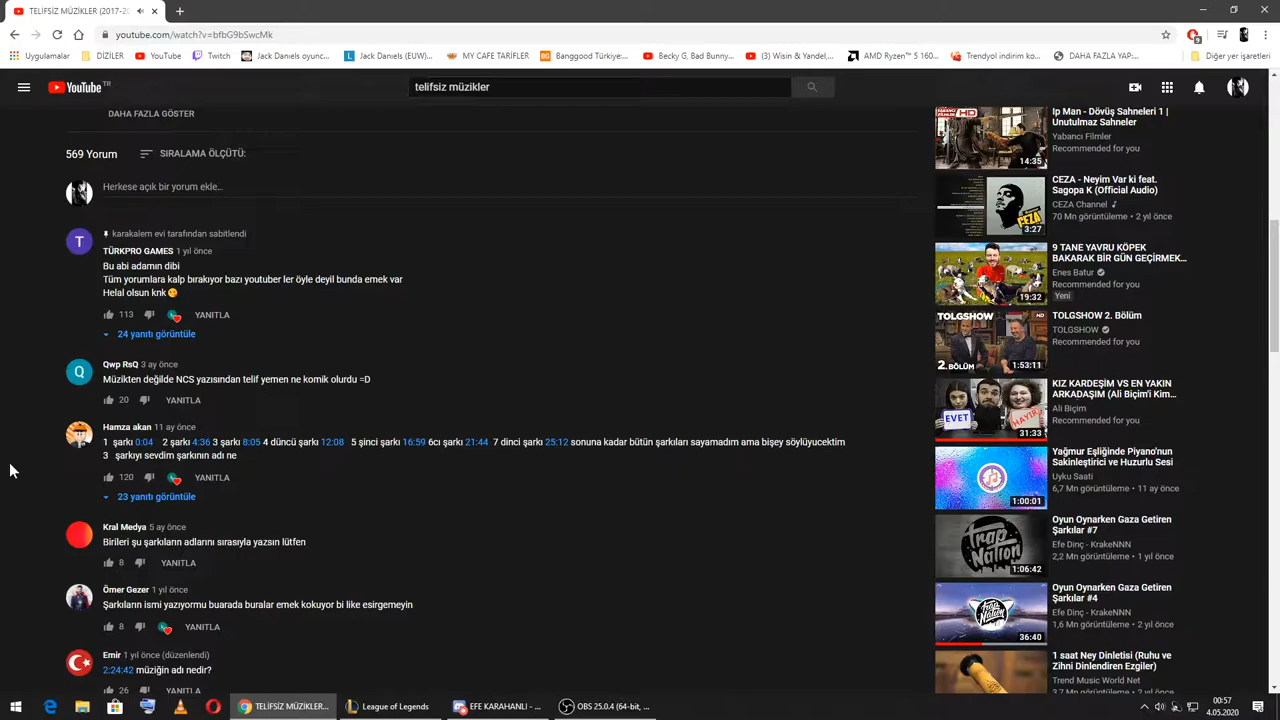 TELİFSİZ MÜZİKLER (2017-20
youtube.com/watch?v=bfbG9bSwcMk
Uygulamalar
DİZİLER
YouTube
Twitch
Jack Danıels oyunc...
Jack Daniels (EUW)...
MY CAFE TARİFLER
Banggood Türkiye:...
Becky G, Bad Bunny...
(3) Wisin & Yandel,...
AMD Ryzen™ 5 160...
Trendyol indirim ko...
DAHA FAZLA YAP:...
Diğer yer işaretleri
YouTube TR
telifsiz müzikler
DAHA FAZLA GÖSTER
569 Yorum
SIRALAMA ÖLÇÜTÜ:
Herkese açık bir yorum ekle...
karakalem evi tarafından sabitlendi
T
TÜRKPRO GAMES 1 yıl önce
Bu abi adamın dibi
Tüm yorumlara kalp bırakıyor bazı youtuber ler öyle deyil bunda emek var
Helal olsun knk
113
YANITLA
24 yanıtı görüntüle
Q
Qwp RsQ 3 ay önce
Müzikten değilde NCS yazısından telif yemen ne komik olurdu =D
20
YANITLA
Hamza akan 11 ay önce
1 şarkı 0:04 2 şarkı 4:36 3 şarkı 8:05 4 düncü şarkı 12:08 5 şinci şarkı 16:59 6cı şarkı 21:44 7 dinci şarkı 25:12 sonuna kadar bütün şarkıları sayamadım ama bişey söylüyucektim
3 şarkıyı sevdim şarkının adı ne
120
YANITLA
23 yanıtı görüntüle
Kral Medya 5 ay önce
Birileri şu şarkıların adlarını sırasıyla yazsın lütfen
8
YANITLA
Ömer Gezer 1 yıl önce
Şarkıların ismi yazıyormu buarada buralar emek kokuyor bi like esirgemeyin
8
YANITLA
Emir 1 yıl önce (düzenlendi)
2:24:42 müziğin adı nedir?
26
YANITLA
14:35
Ip Man - Dövüş Sahneleri 1 |
Unutulmaz Sahneler
Yabancı Filmler
Recommended for you
CEZA
3:27
CEZA - Neyim Var ki feat.
Sagopa K (Official Audio)
CEZA Channel
70 Mn görüntüleme • 2 yıl önce
19:32
9 TANE YAVRU KÖPEK
BAKARAK BİR GÜN GEÇİRMEK...
Enes Batur
Recommended for you
Yeni
TOLGSHOW
HD
2.BÖLÜM
1:53:11
TOLGSHOW 2. Bölüm
TOLGSHOW
Recommended for you
EVET
HAYIR
31:33
KIZ KARDEŞİM VS EN YAKIN
ARKADAŞIM (Ali Biçim'i Kim...
Ali Biçim
Recommended for you
1:00:01
Yağmur Eşliğinde Piyano'nun
Sakinleştirici ve Huzurlu Sesi
Uyku Saati
6,7 Mn görüntüleme • 11 ay önce
Trap
Nation
1:06:42
Oyun Oynarken Gaza Getiren
Şarkılar #7
Efe Dinç - KrakeNNN
2,2 Mn görüntüleme • 1 yıl önce
Trap
Nation
36:40
Oyun Oynarken Gaza Getiren
Şarkılar #4
Efe Dinç - KrakeNNN
1,6 Mn görüntüleme • 2 yıl önce
1 saat Ney Dinletisi (Ruhu ve
Zihni Dinlendiren Ezgiler)
Trend Music World Net
3,7 Mn görüntüleme • 2 yıl önce
TELİFSİZ MÜZİKLER...
League of Legends
EFE KARAHANLI - ...
OBS 25.0.4 (64-bit, ...
00:57
4.05.2020